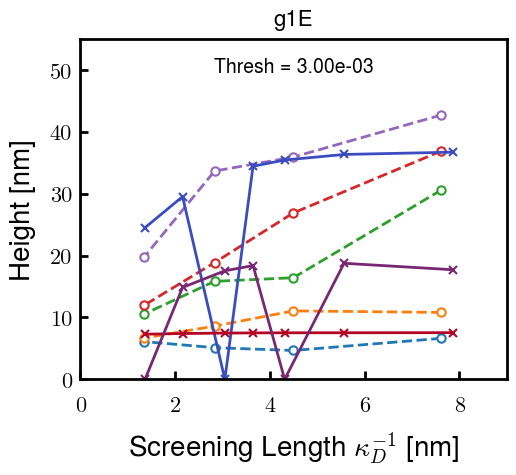 g1E
Thresh = 3.00e-03
Height [nm]
50
40
30
20
10
0
0 2 4 6 8
Screening Length κ_D^{-1} [nm]